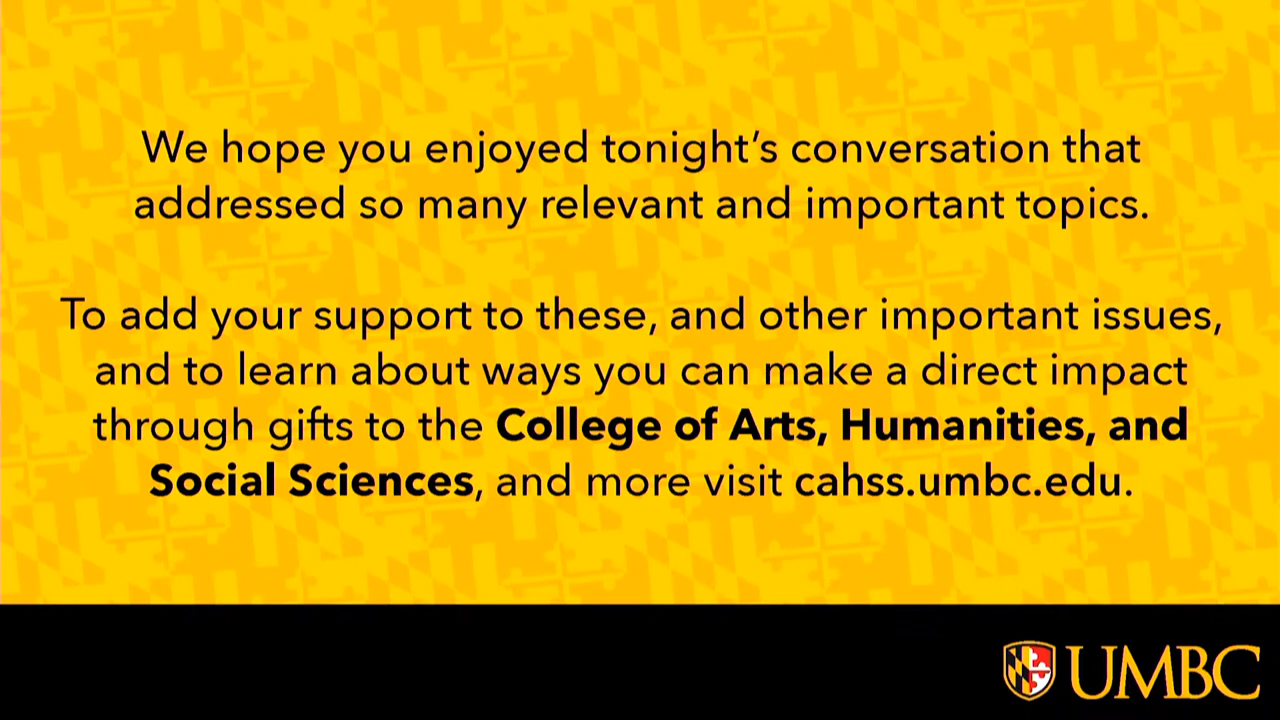 We hope you enjoyed tonight’s conversation that
addressed so many relevant and important topics.
To add your support to these, and other important issues,
and to learn about ways you can make a direct impact
through gifts to the College of Arts, Humanities, and
Social Sciences, and more visit cahss.umbc.edu.
UMBC